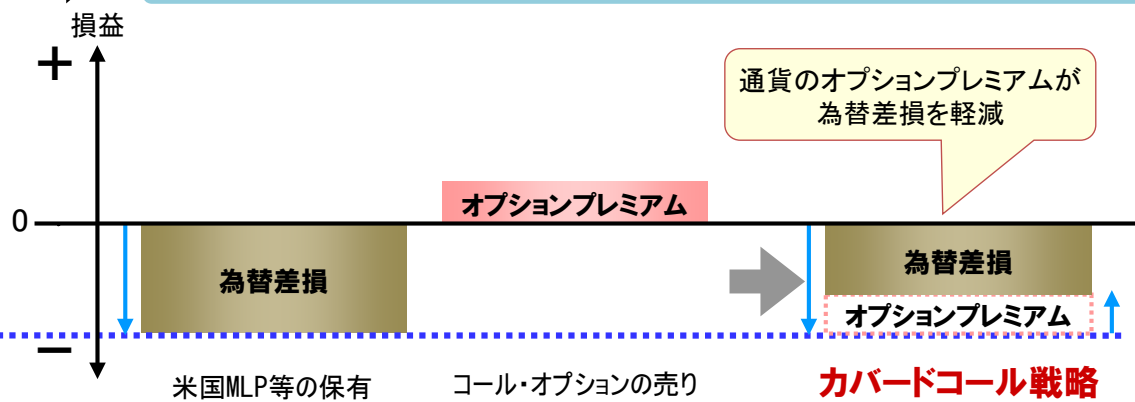 損益
+
通貨のオプションプレミアムが
為替差損を軽減
オプションプレミアム
0
為替差損
為替差損
オプションプレミアム
−
米国MLP等の保有
コール・オプションの売り
カバードコール戦略